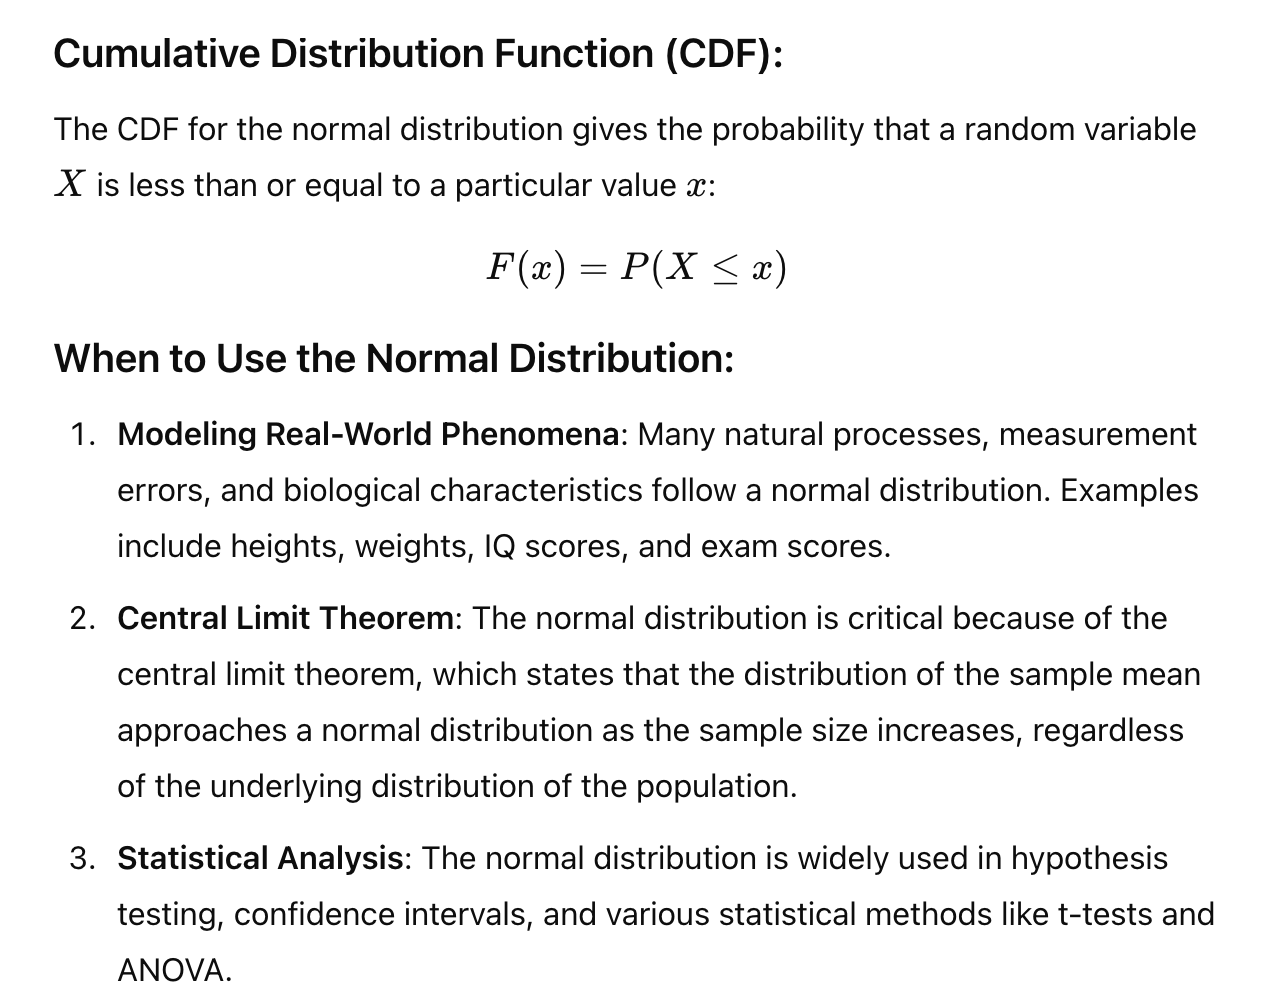 Cumulative Distribution Function (CDF):
The CDF for the normal distribution gives the probability that a random variable
X is less than or equal to a particular value x:
F(x) = P(X ≤ x)
When to Use the Normal Distribution:
1. Modeling Real-World Phenomena: Many natural processes, measurement
errors, and biological characteristics follow a normal distribution. Examples
include heights, weights, IQ scores, and exam scores.
2. Central Limit Theorem: The normal distribution is critical because of the
central limit theorem, which states that the distribution of the sample mean
approaches a normal distribution as the sample size increases, regardless
of the underlying distribution of the population.
3. Statistical Analysis: The normal distribution is widely used in hypothesis
testing, confidence intervals, and various statistical methods like t-tests and
ANOVA.